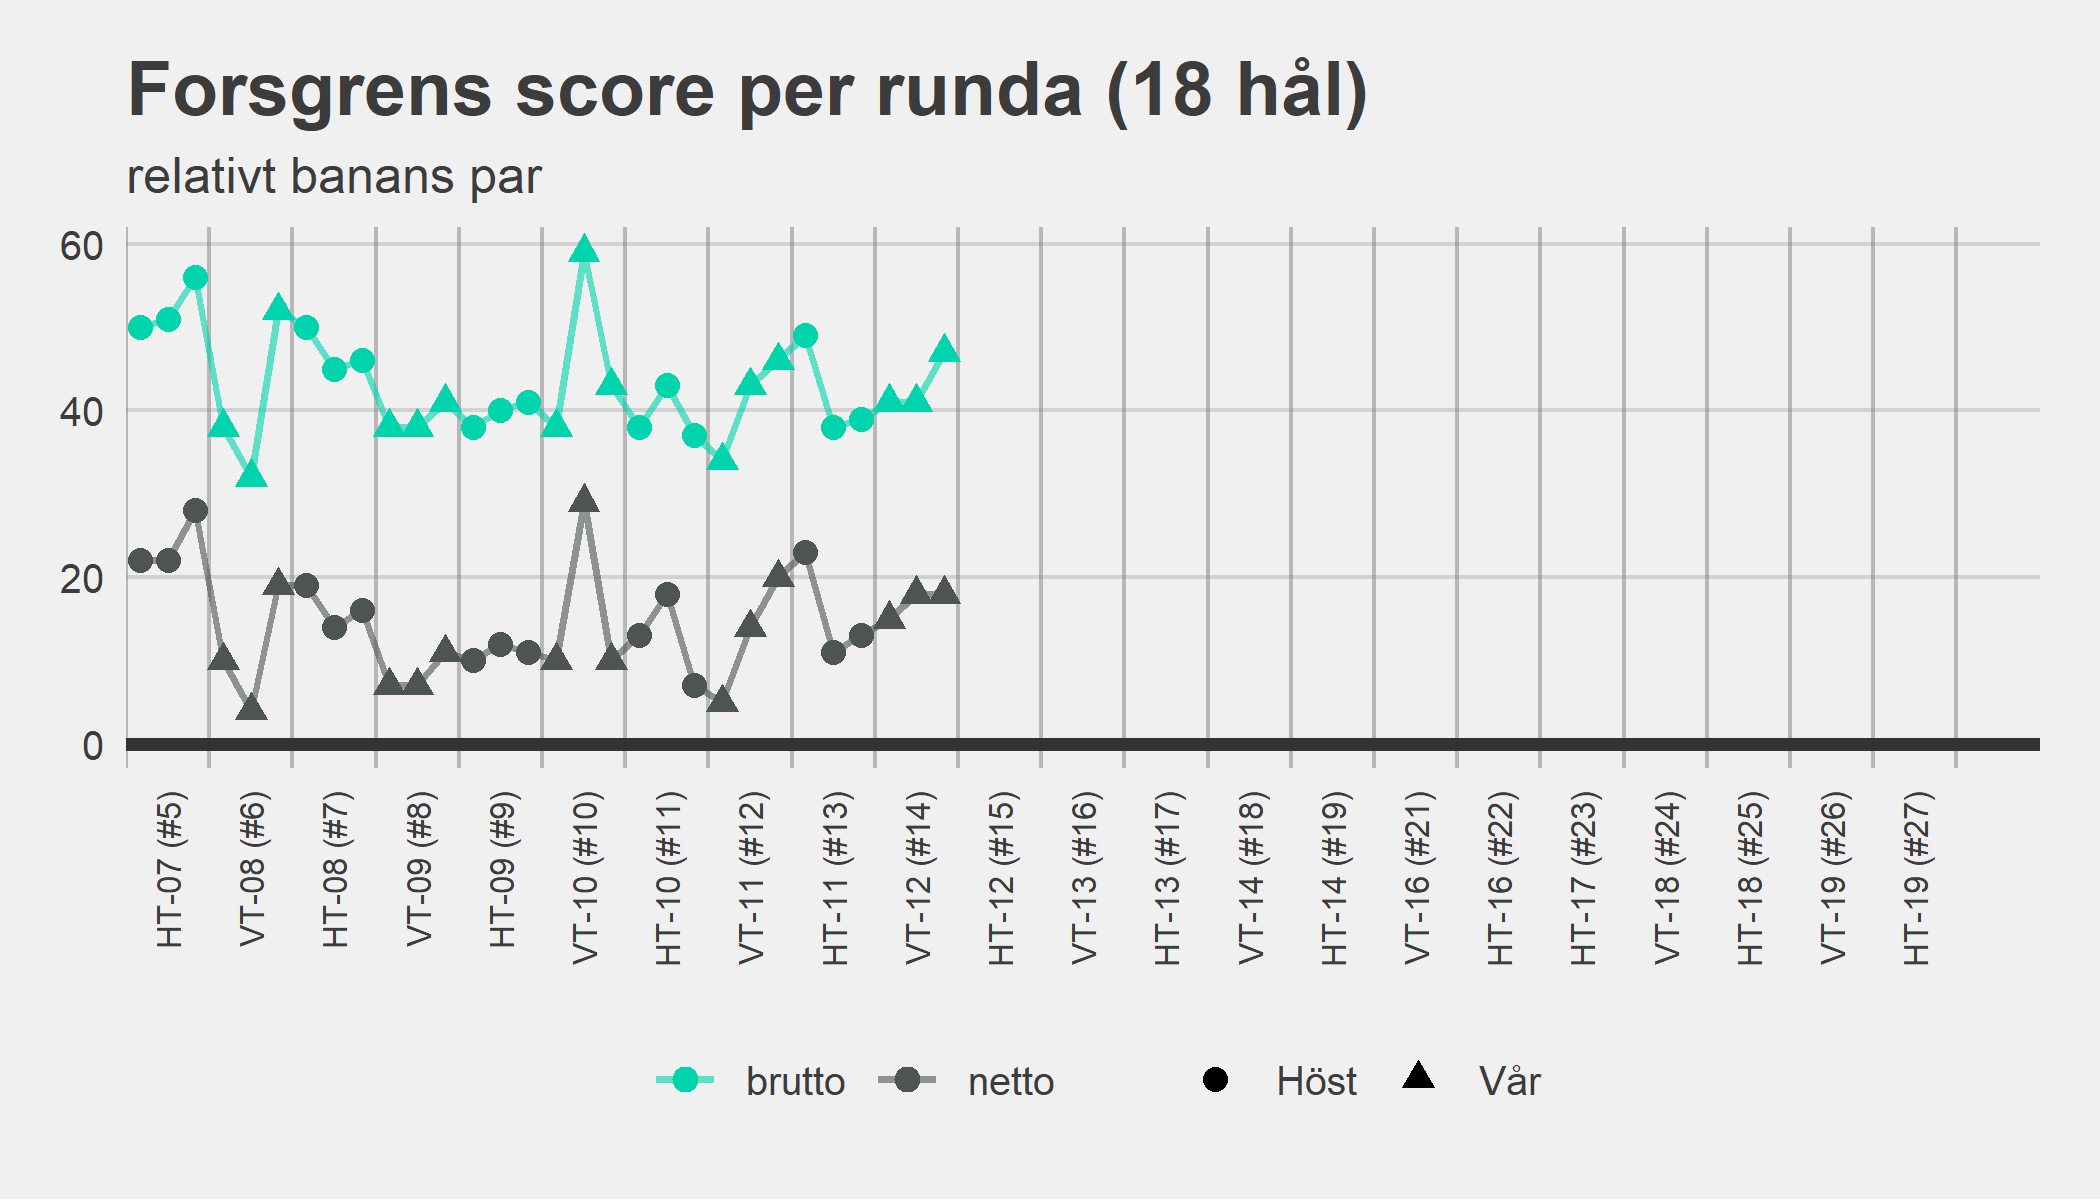 Forsgrens score per runda (18 hål)
relativt banans par
60
40
20
0
HT-07 (#5)
VT-08 (#6)
HT-08 (#7)
VT-09 (#8)
HT-09 (#9)
VT-10 (#10)
HT-10 (#11)
VT-11 (#12)
HT-11 (#13)
VT-12 (#14)
HT-12 (#15)
VT-13 (#16)
HT-13 (#17)
VT-14 (#18)
HT-14 (#19)
VT-16 (#21)
HT-16 (#22)
HT-17 (#23)
VT-18 (#24)
HT-18 (#25)
VT-19 (#26)
HT-19 (#27)
brutto netto Höst Vår